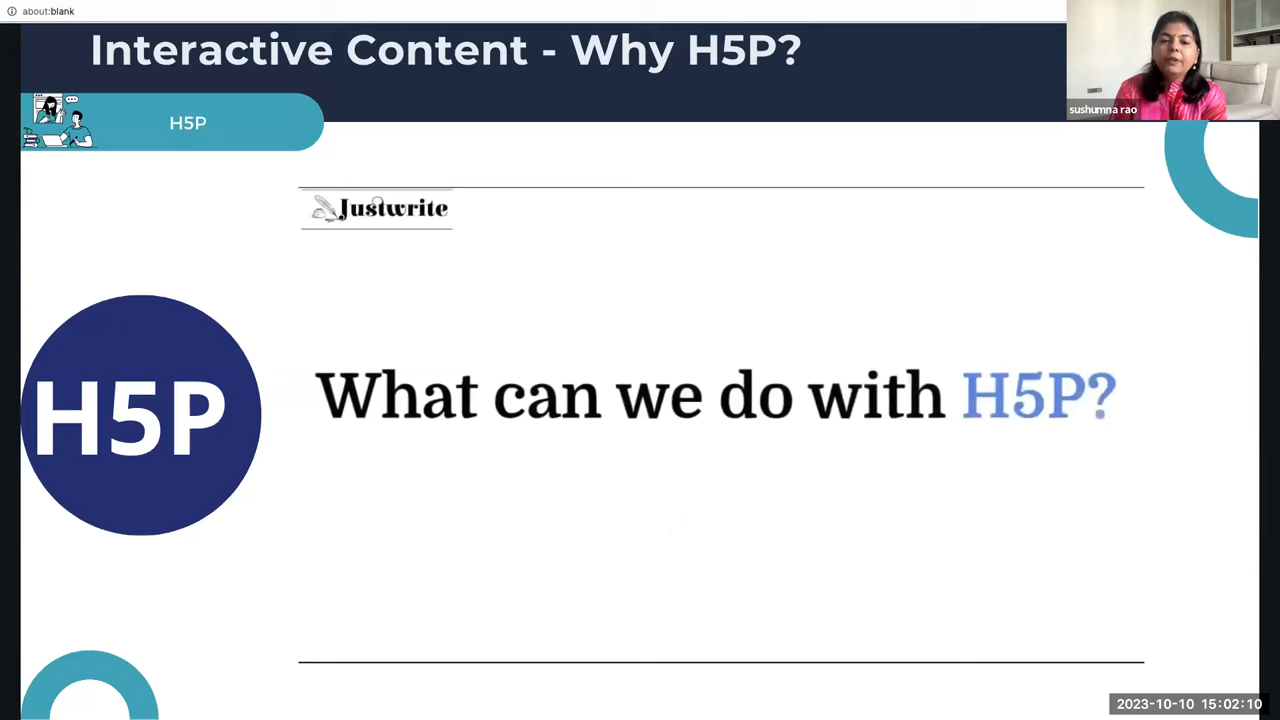 about:blank
Interactive Content - Why H5P?
sushumna rao
H5P
Justwrite
H5P
What can we do with H5P?
2023-10-10 15:02:10